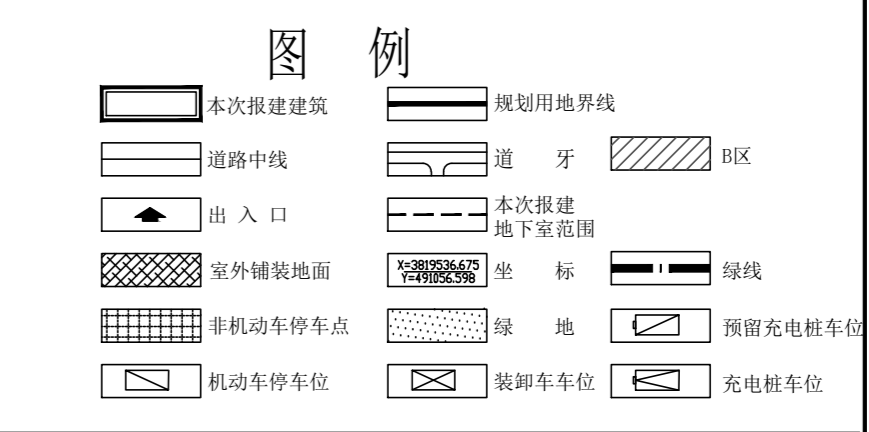 图 例
本次报建建筑
规划用地界线
道路中线
道 牙
B区
出 入 口
本次报建
地下室范围
室外铺装地面
X=3819536.675
Y=491056.598
坐 标
绿线
非机动车停车点
绿 地
预留充电桩车位
机动车停车位
装卸车车位
充电桩车位